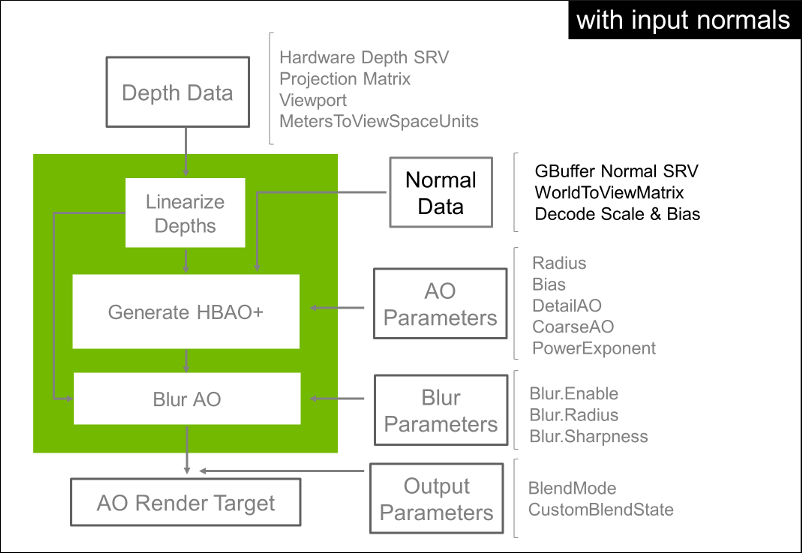 with input normals
Depth Data
Hardware Depth SRV
Projection Matrix
Viewport
MetersToViewSpaceUnits
Linearize
Depths
Normal
Data
GBuffer Normal SRV
WorldToViewMatrix
Decode Scale & Bias
Generate HBAO+
AO
Parameters
Radius
Bias
DetailAO
CoarseAO
PowerExponent
Blur AO
Blur
Parameters
Blur.Enable
Blur.Radius
Blur.Sharpness
AO Render Target
Output
Parameters
BlendMode
CustomBlendState